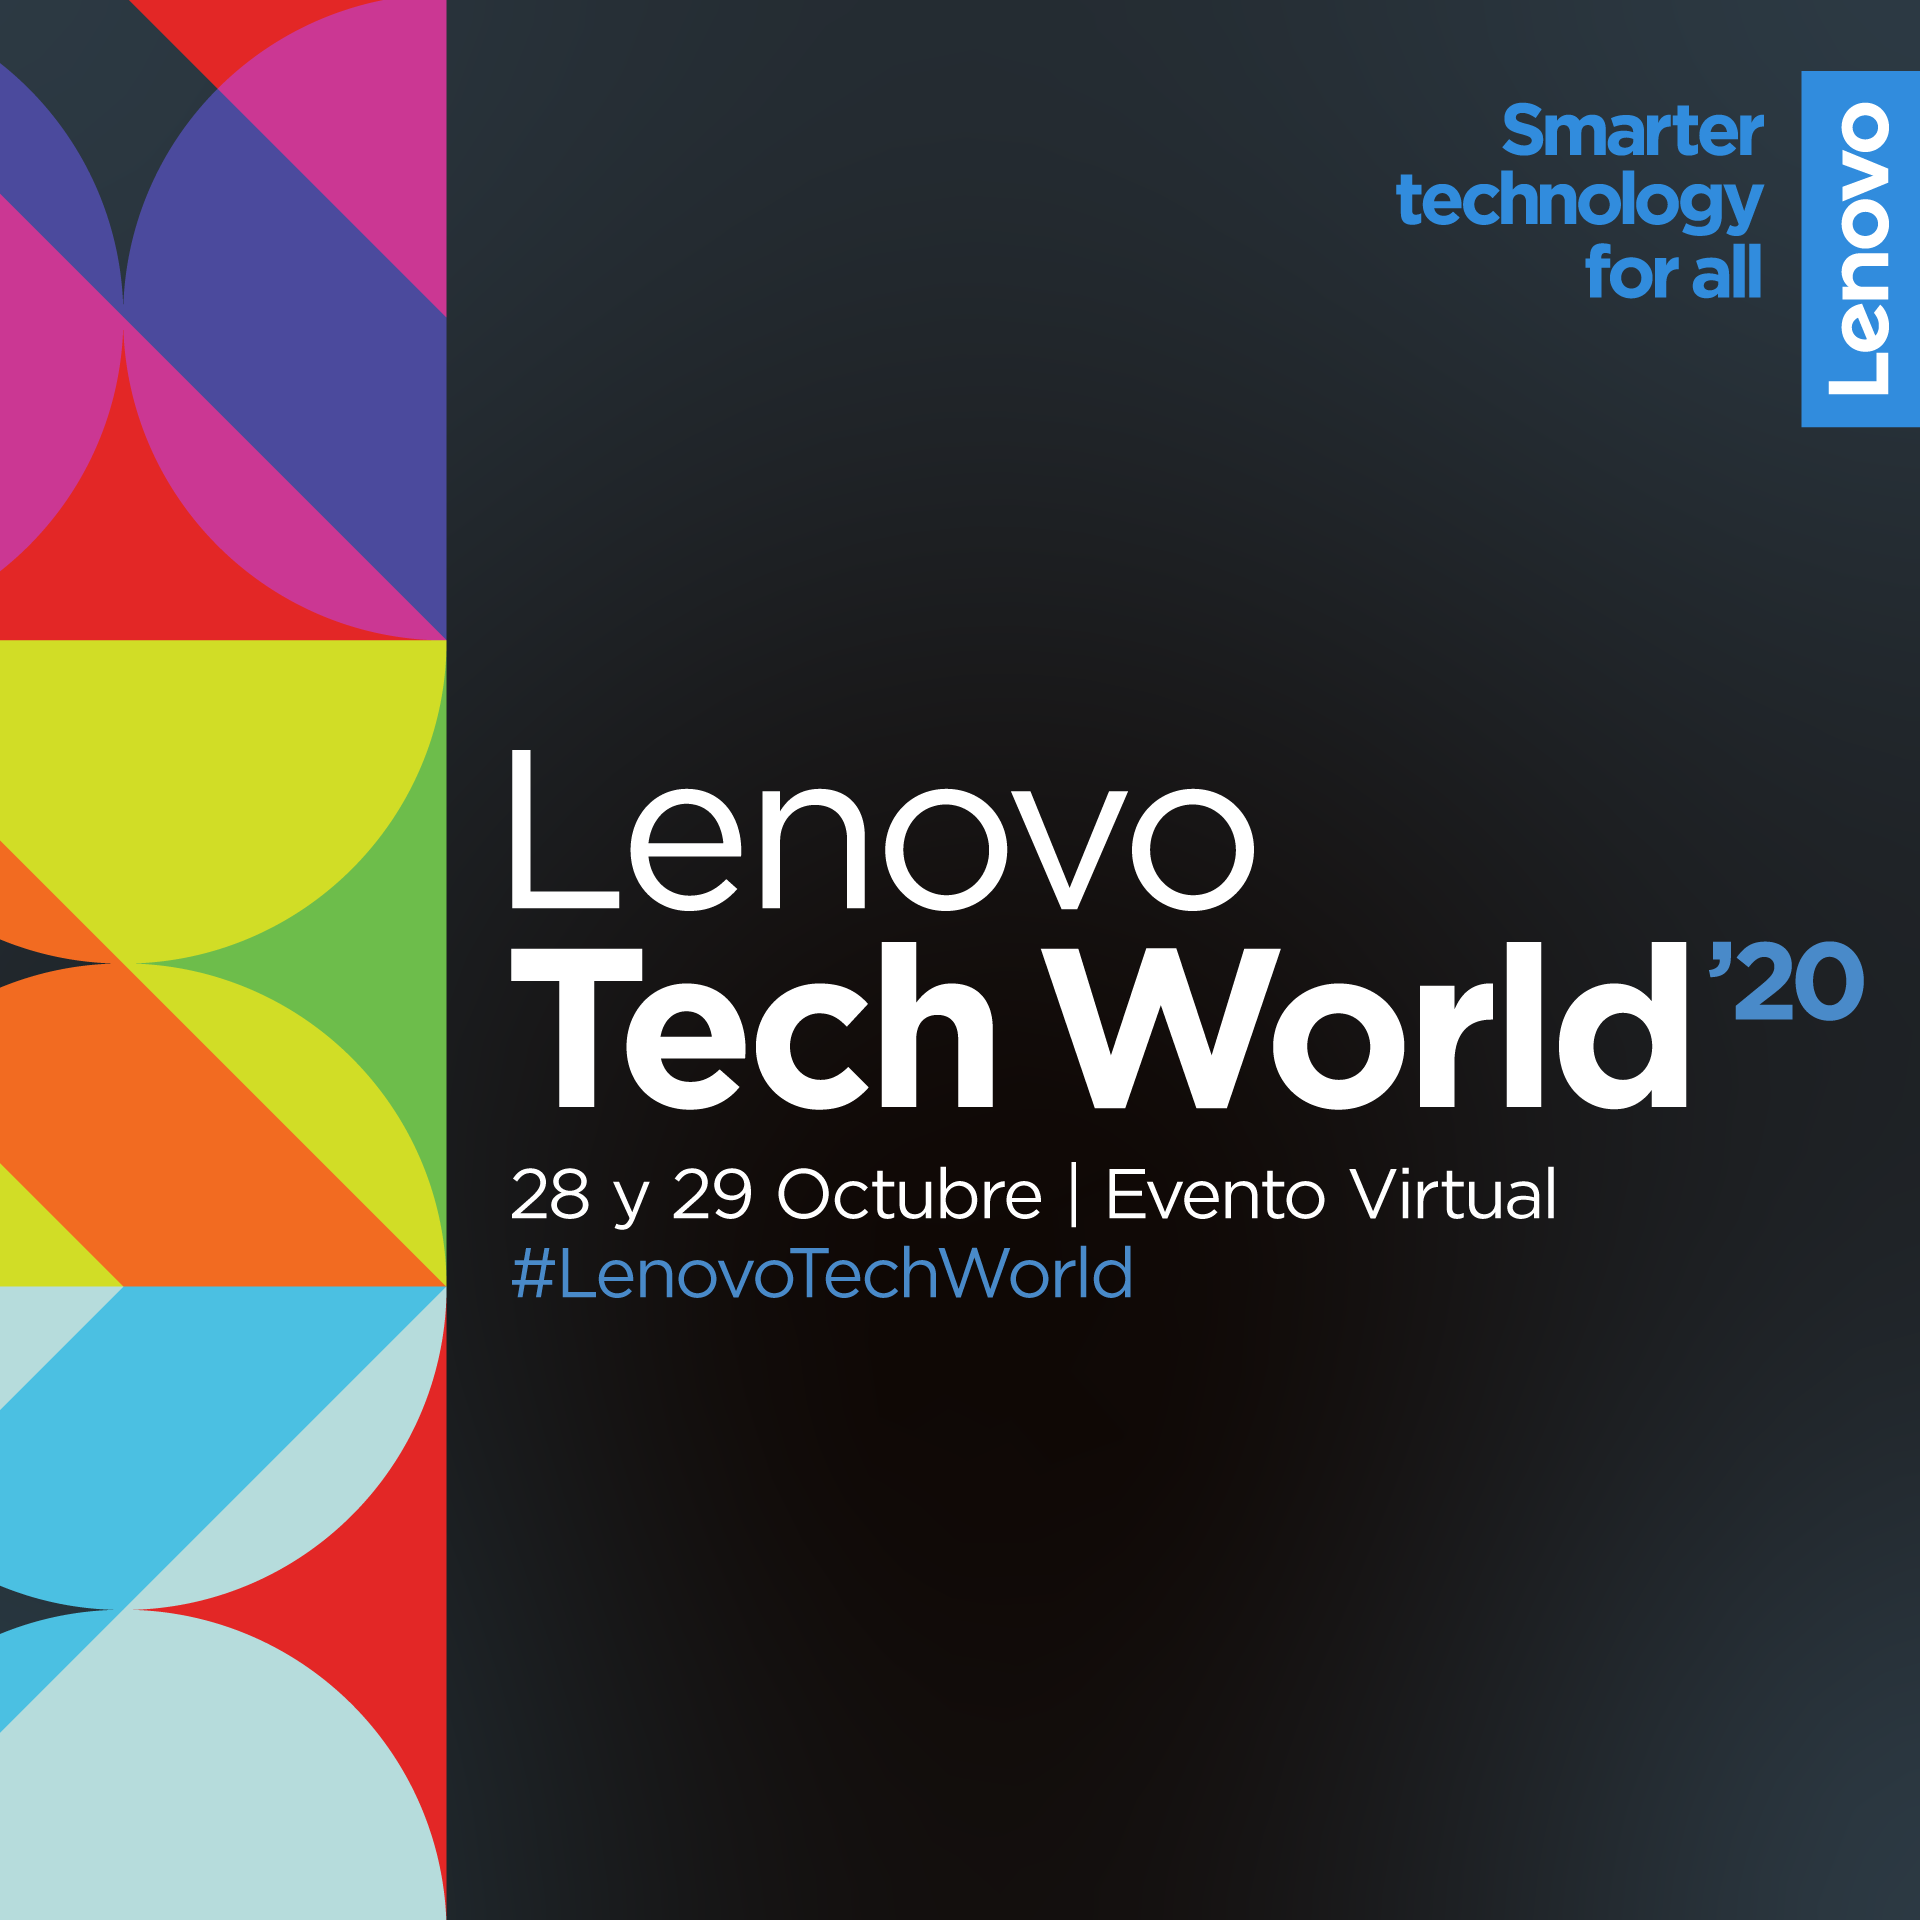 Smarter
technology
for all
Lenovo
Lenovo
Tech World '20
28 y 29 Octubre | Evento Virtual
#LenovoTechWorld